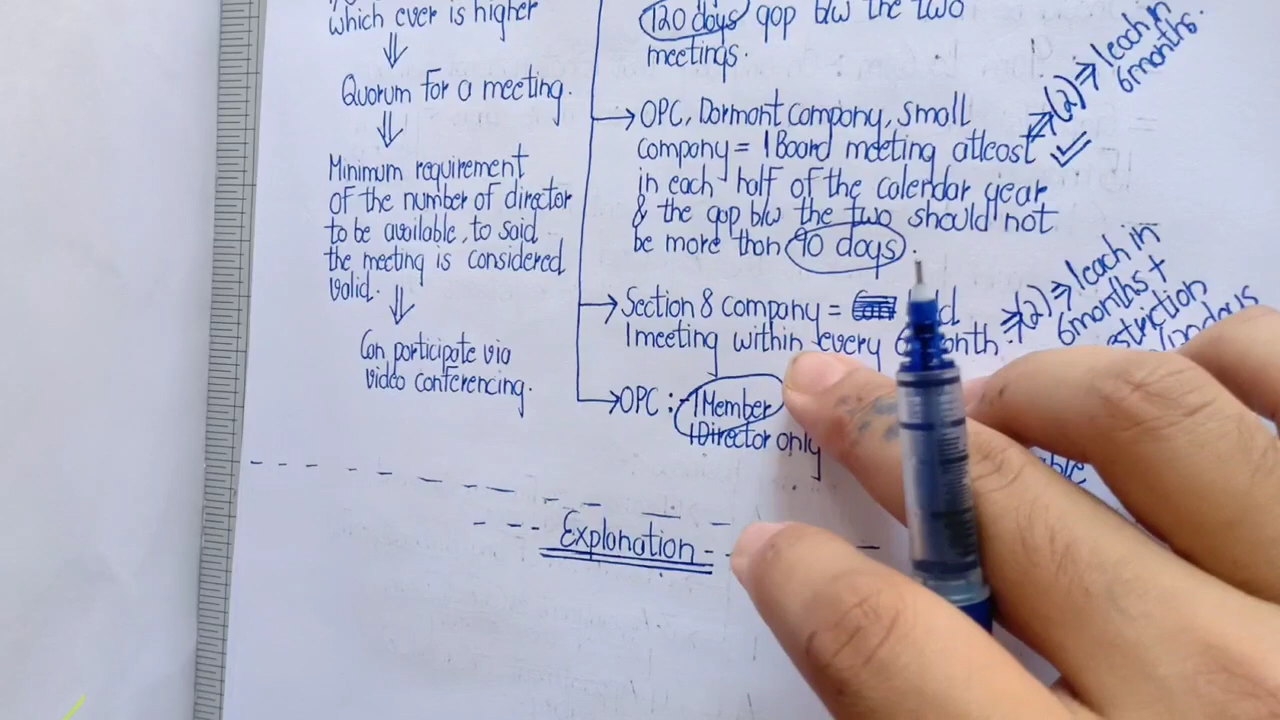 which ever is higher
Quorum for a meeting.
Minimum requirement
of the number of director
to be available, to said
the meeting is considered
valid.
Can participate via
video conferencing.
120 days gap b/w the two
meetings.
OPC, Dormant company, small
company = 1 Board meeting atleast
in each half of the calendar year
& the gap b/w the two should not
be more than 90 days.
(2) ⇒ 1 each in
6 months.
Section 8 company =
1 meeting within every 6 month.
(2) ⇒ 1 each in
6 months +
OPC :- 1 Member
1 Director only
Explanation